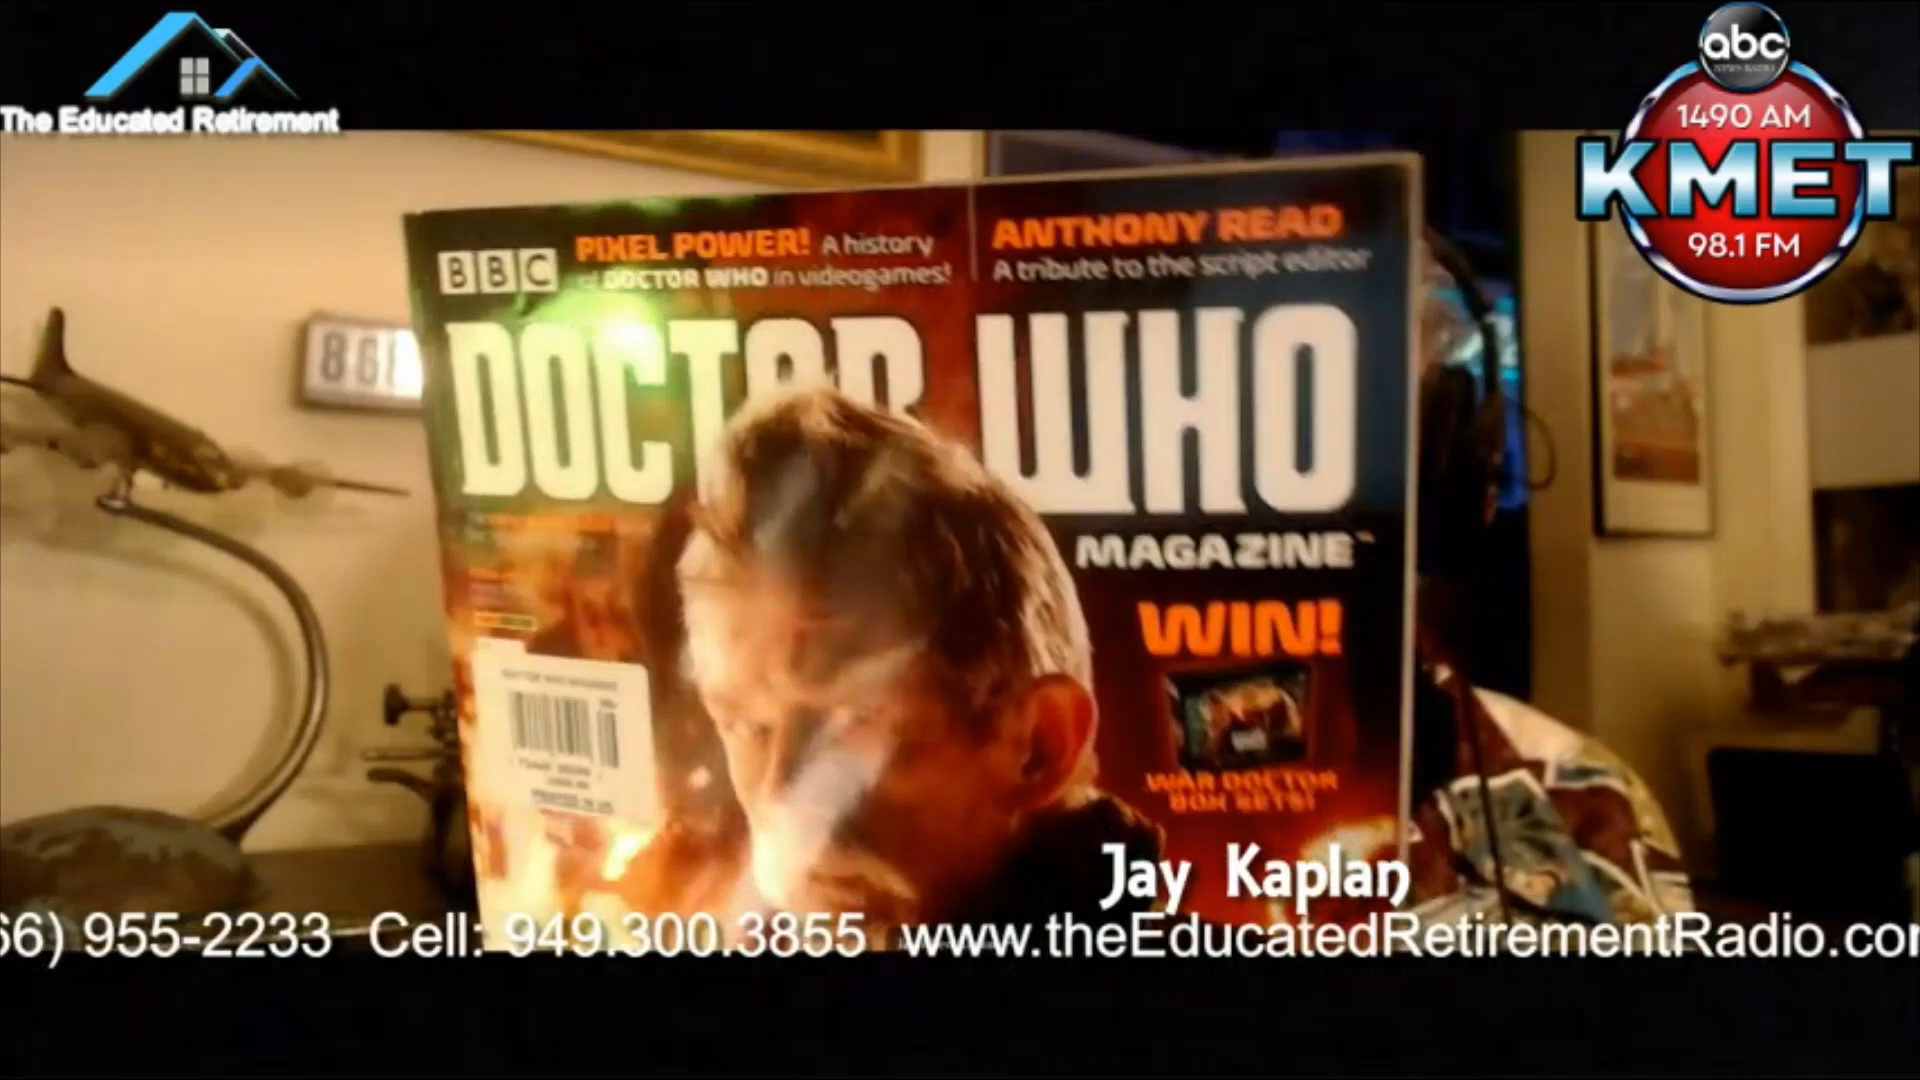 The Educated Retirement
abc
1490 AM
KMET
98.1 FM
BBC
PIXEL POWER! A history
of DOCTOR WHO in videogames!
ANTHONY READ
A tribute to the script editor
DOCTOR WHO
MAGAZINE
861
WIN!
WAR DOCTOR
BOX SETS!
Jay Kaplan
66) 955-2233 Cell: 949.300.3855 www.theEducatedRetirementRadio.com